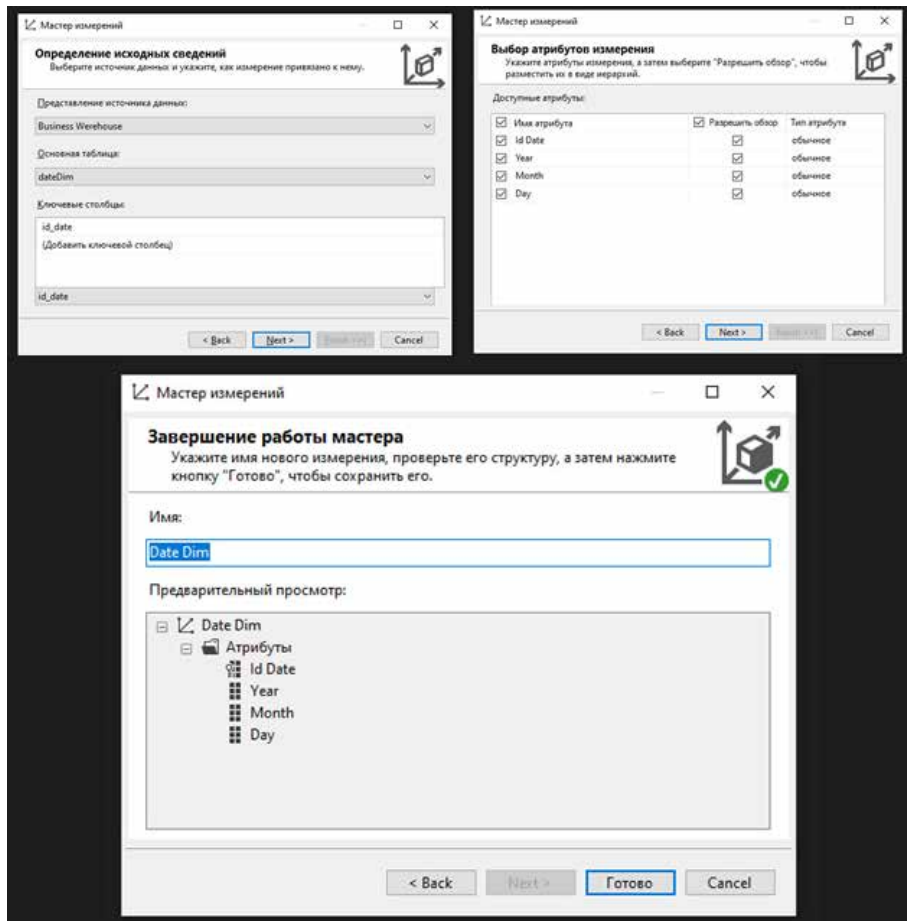 Мастер измерений
Определение исходных сведений
Выберите источник данных и укажите, как измерение привязано к нему.
Представление источника данных:
Business Werehouse
Основная таблица:
dateDim
Ключевые столбцы:
id_date
(Добавить ключевой столбец)
id_date
< Back Next > Cancel
Мастер измерений
Выбор атрибутов измерения
Укажите атрибуты измерения, а затем выберите "Разрешить обзор", чтобы
разместить их в виде иерархий.
Доступные атрибуты:
Имя атрибута Разрешить обзор Тип атрибута
Id Date обычное
Year обычное
Month обычное
Day обычное
< Back Next > Cancel
Мастер измерений
Завершение работы мастера
Укажите имя нового измерения, проверьте его структуру, а затем нажмите
кнопку "Готово", чтобы сохранить его.
Имя:
Date Dim
Предварительный просмотр:
Date Dim
Атрибуты
Id Date
Year
Month
Day
< Back Next > Готово Cancel